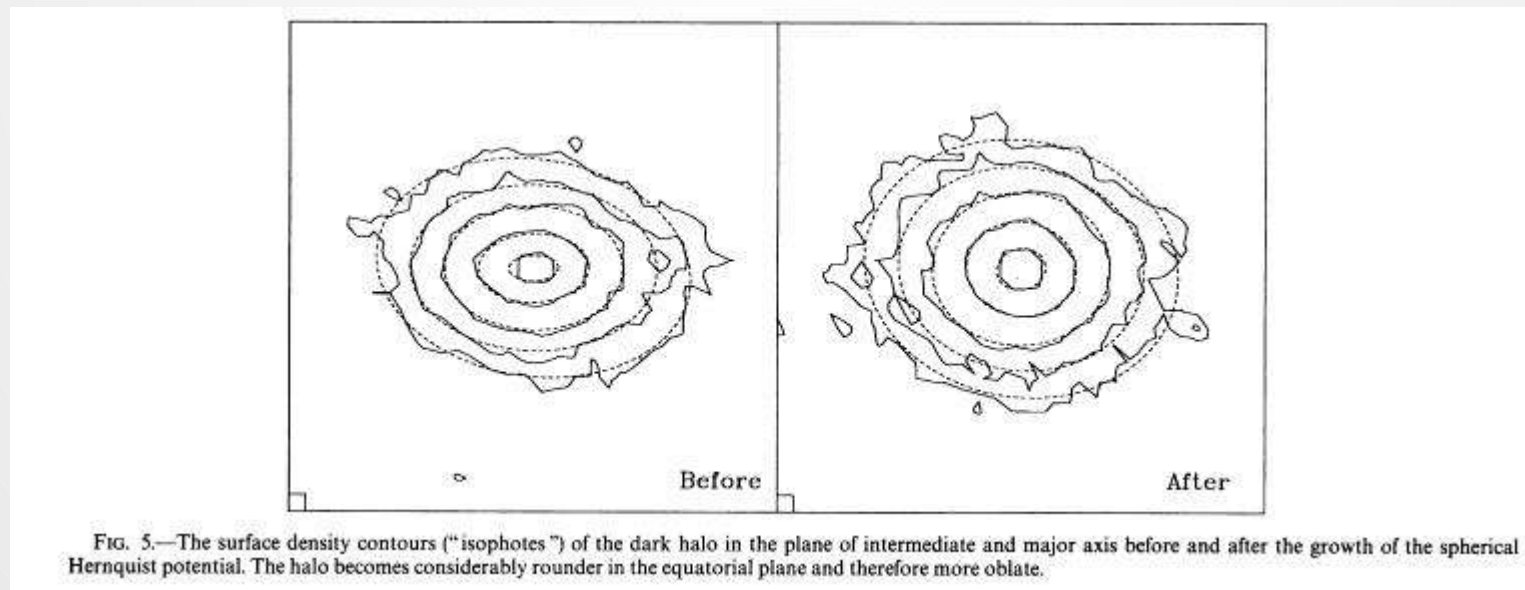 Before
After
FIG. 5.—The surface density contours ("isophotes") of the dark halo in the plane of intermediate and major axis before and after the growth of the spherical
Hernquist potential. The halo becomes considerably rounder in the equatorial plane and therefore more oblate.